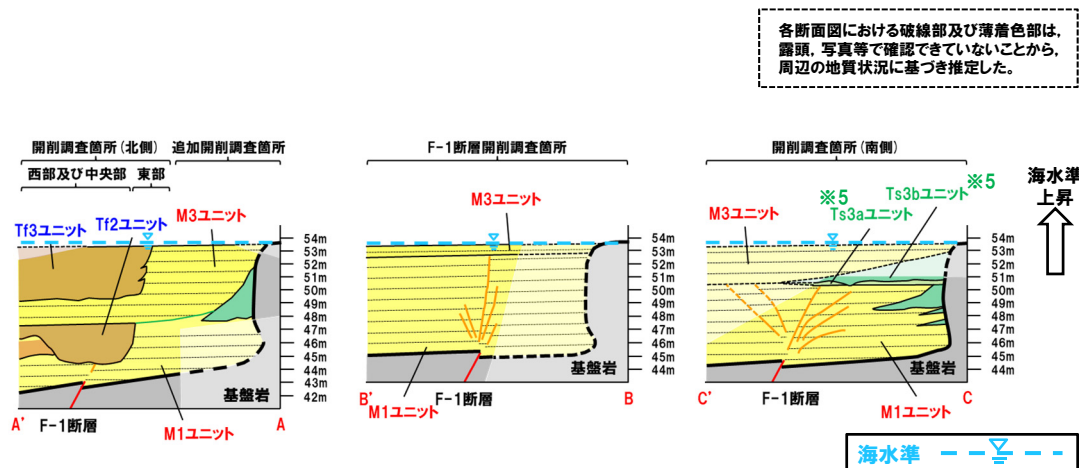 各断面図における破線部及び薄着色部は，
露頭，写真等で確認できていないことから，
周辺の地質状況に基づき推定した。
開削調査箇所（北側）
追加開削調査箇所
西部及び中央部
東部
Tf3ユニット
Tf2ユニット
M3ユニット
54m
53m
52m
51m
50m
49m
48m
47m
46m
45m
44m
43m
42m
基盤岩
A'
F-1断層
M1ユニット
A
F-1断層開削調査箇所
M3ユニット
54m
53m
52m
51m
50m
49m
48m
47m
46m
45m
44m
基盤岩
B'
M1ユニット
F-1断層
B
開削調査箇所（南側）
M3ユニット
※5
Ts3aユニット
Ts3bユニット
※5
54m
53m
52m
51m
50m
49m
48m
47m
46m
45m
44m
基盤岩
C'
F-1断層
M1ユニット
C
海水準
上昇
海水準